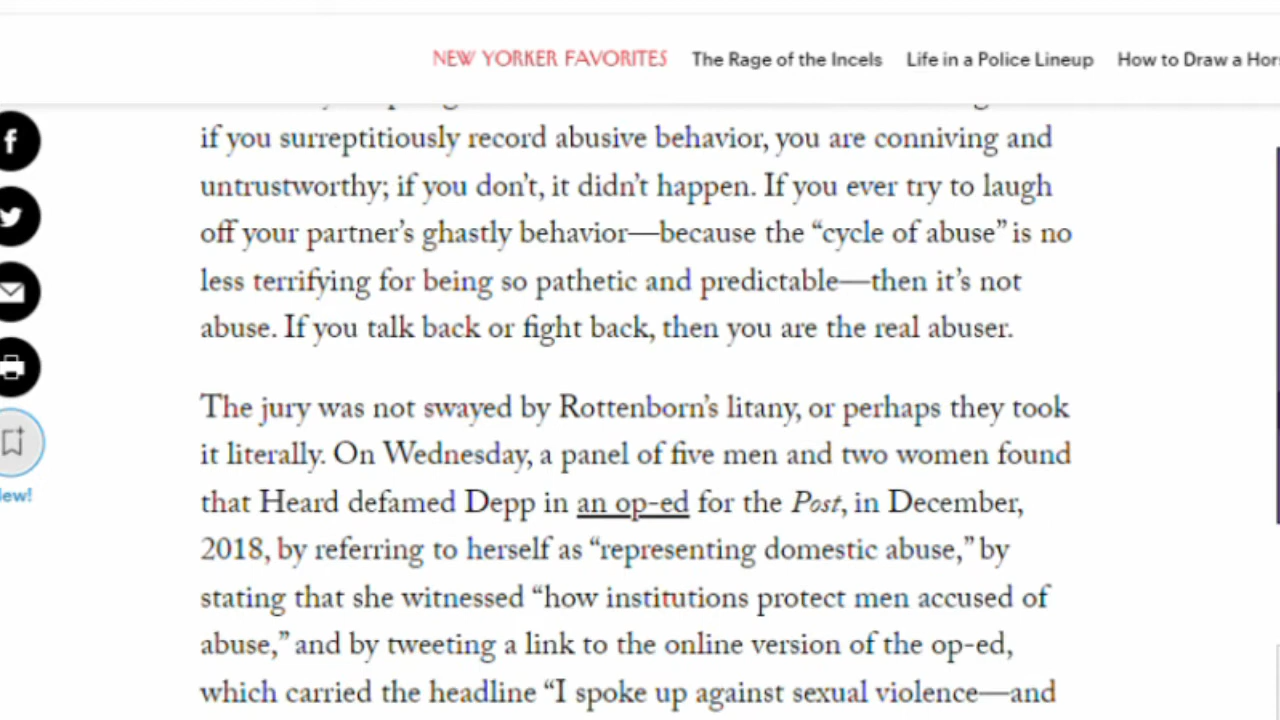 NEW YORKER FAVORITES The Rage of the Incels Life in a Police Lineup How to Draw a
if you surreptitiously record abusive behavior, you are conniving and
untrustworthy; if you don't, it didn't happen. If you ever try to laugh
off your partner's ghastly behavior—because the “cycle of abuse” is no
less terrifying for being so pathetic and predictable—then it's not
abuse. If you talk back or fight back, then you are the real abuser.
The jury was not swayed by Rottenborn's litany, or perhaps they took
it literally. On Wednesday, a panel of five men and two women found
that Heard defamed Depp in an op-ed for the Post, in December,
2018, by referring to herself as “representing domestic abuse,” by
stating that she witnessed “how institutions protect men accused of
abuse,” and by tweeting a link to the online version of the op-ed,
which carried the headline “I spoke up against sexual violence—and